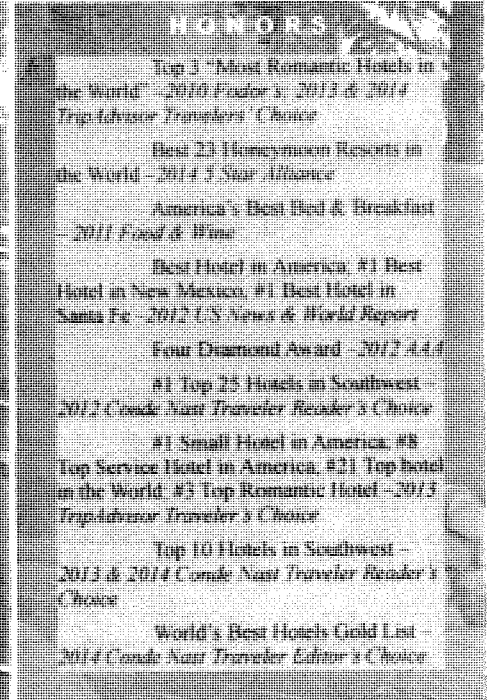 HONORS
Top 3 "Most Romantic Hotels in
the World" – 2010 Fodor's, 2013 & 2014
TripAdvisor Travelers' Choice
Best 23 Honeymoon Resorts in
the World – 2014 5 Star Alliance
America's Best Bed & Breakfast
– 2011 Food & Wine
Best Hotel in America, #1 Best
Hotel in New Mexico, #1 Best Hotel in
Santa Fe - 2012 US News & World Report
Four Diamond Award – 2012 AAA
#1 Top 25 Hotels in Southwest –
2012 Conde Nast Traveler Reader's Choice
#1 Small Hotel in America, #8
Top Service Hotel in America, #21 Top hotel
in the World, #3 Top Romantic Hotel – 2013
TripAdvisor Traveler's Choice
Top 10 Hotels in Southwest –
2013 & 2014 Conde Nast Traveler Reader's
Choice
World's Best Hotels Gold List –
2014 Conde Nast Traveler Editor's Choice